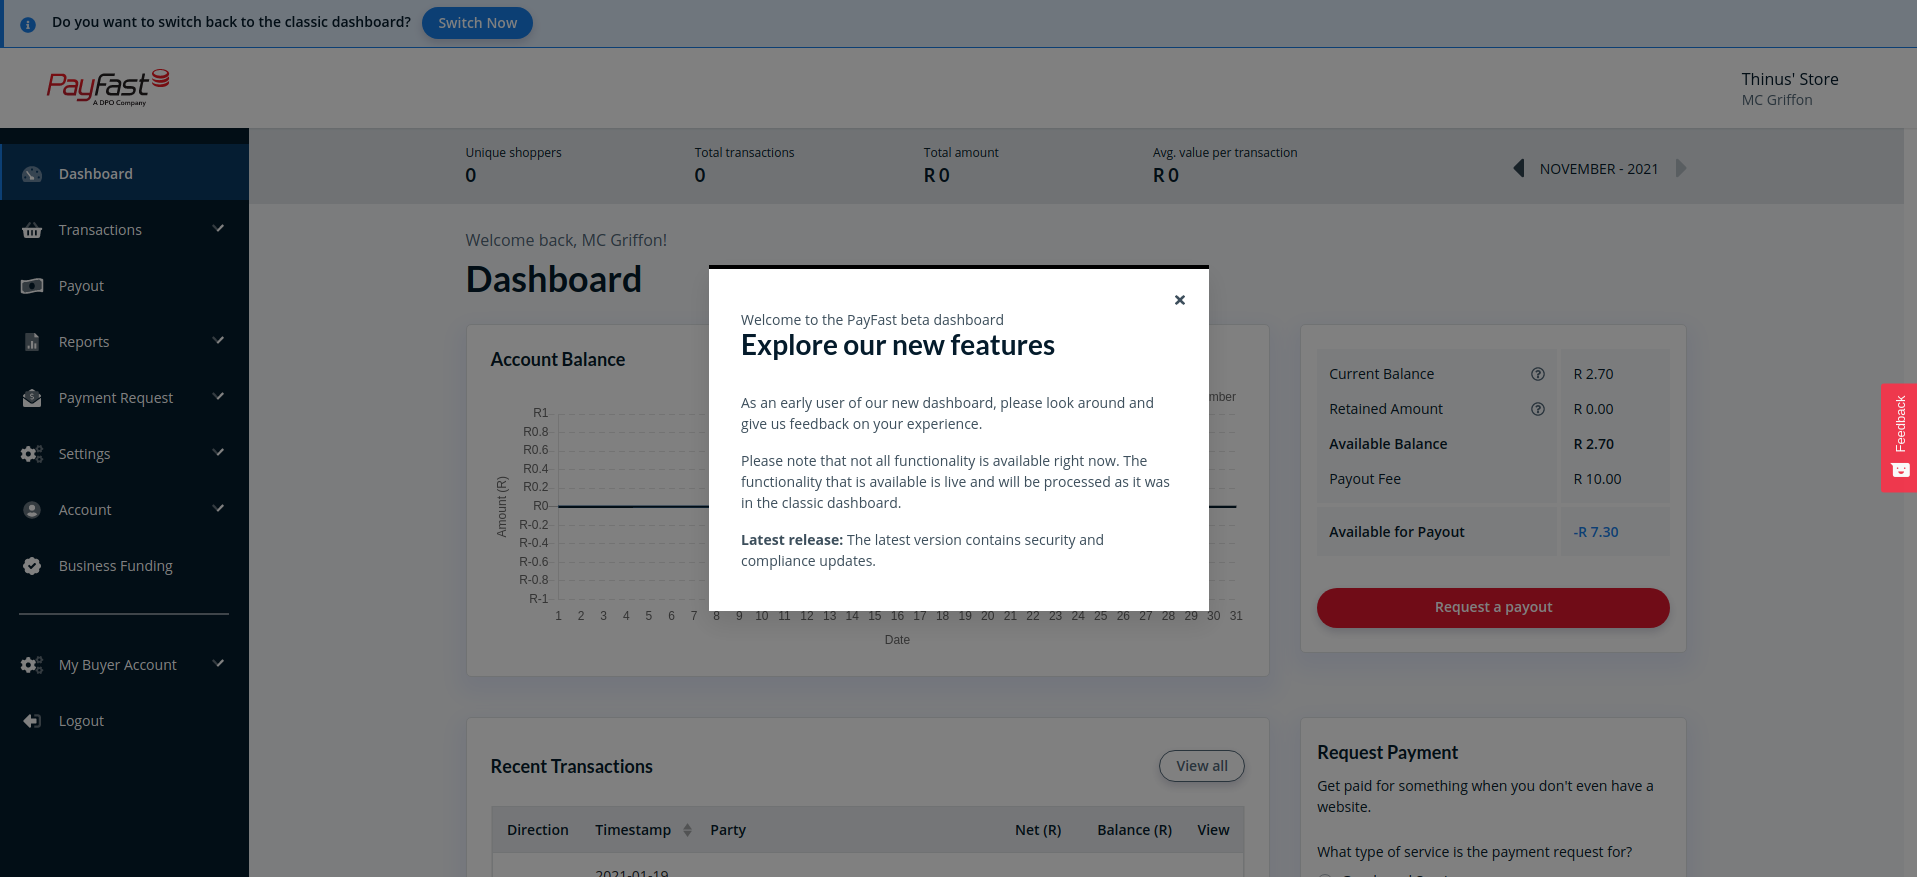 Do you want to switch back to the classic dashboard?
Switch Now
PayFast
A DPO Company
Thinus' Store
MC Griffon
Dashboard
Transactions
Payout
Reports
Payment Request
Settings
Account
Business Funding
My Buyer Account
Logout
Unique shoppers
0
Total transactions
0
Total amount
R 0
Avg. value per transaction
R 0
NOVEMBER - 2021
Welcome back, MC Griffon!
Dashboard
Account Balance
mber
Amount (R)
R1
R0.8
R0.6
R0.4
R0.2
R0
R-0.2
R-0.4
R-0.6
R-0.8
R-1
1 2 3 4 5 6 7 8 9 10 11 12 13 14 15 16 17 18 19 20 21 22 23 24 25 26 27 28 29 30 31
Date
Welcome to the PayFast beta dashboard
Explore our new features
As an early user of our new dashboard, please look around and
give us feedback on your experience.
Please note that not all functionality is available right now. The
functionality that is available is live and will be processed as it was
in the classic dashboard.
Latest release: The latest version contains security and
compliance updates.
Current Balance R 2.70
Retained Amount R 0.00
Available Balance R 2.70
Payout Fee R 10.00
Available for Payout -R 7.30
Request a payout
Feedback
Recent Transactions
View all
Direction Timestamp Party Net (R) Balance (R) View
2021-01-19
Request Payment
Get paid for something when you don't even have a
website.
What type of service is the payment request for?